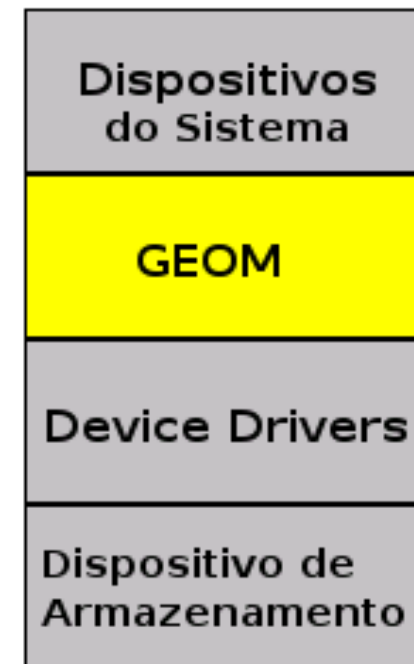 Dispositivos
do Sistema
GEOM
Device Drivers
Dispositivo de
Armazenamento